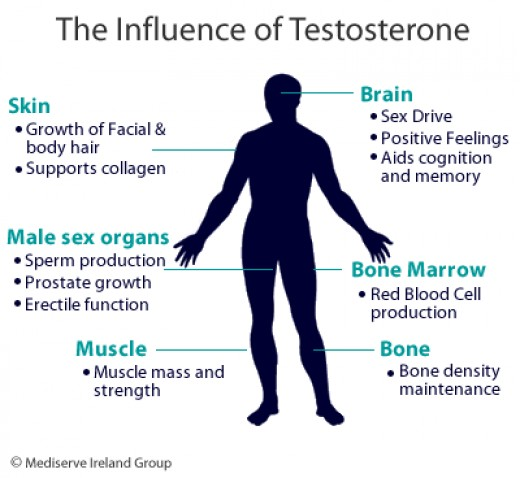 The Influence of Testosterone
Skin
• Growth of Facial &
body hair
• Supports collagen
Brain
• Sex Drive
• Positive Feelings
• Aids cognition
and memory
Male sex organs
• Sperm production
• Prostate growth
• Erectile function
Bone Marrow
• Red Blood Cell
production
Muscle
• Muscle mass and
strength
Bone
• Bone density
maintenance
© Mediserve Ireland Group